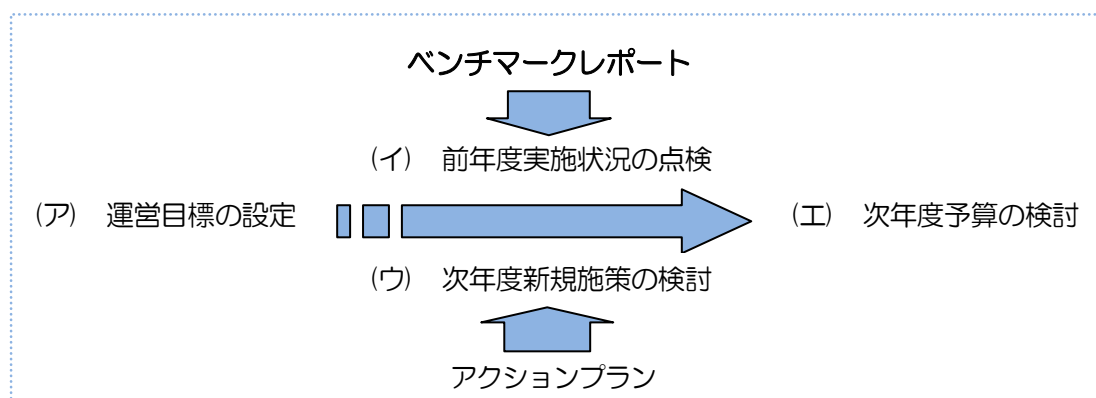 ベンチマークレポート
(イ) 前年度実施状況の点検
(ア) 運営目標の設定
(エ) 次年度予算の検討
(ウ) 次年度新規施策の検討
アクションプラン